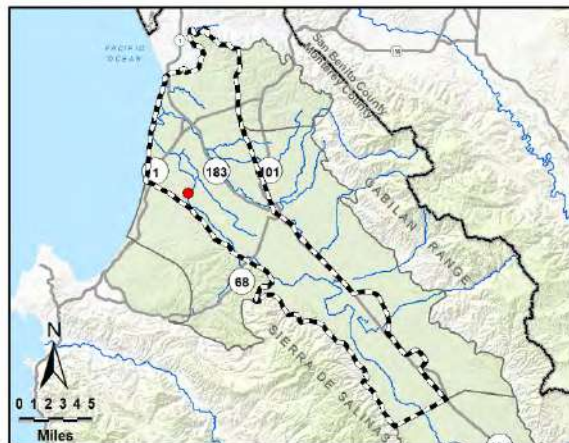 PACIFIC
OCEAN
1
San Benito County
Monterey County
1
183
101
GABILAN RANGE
68
SIERRA DE SALINAS
N
0 1 2 3 4 5
Miles